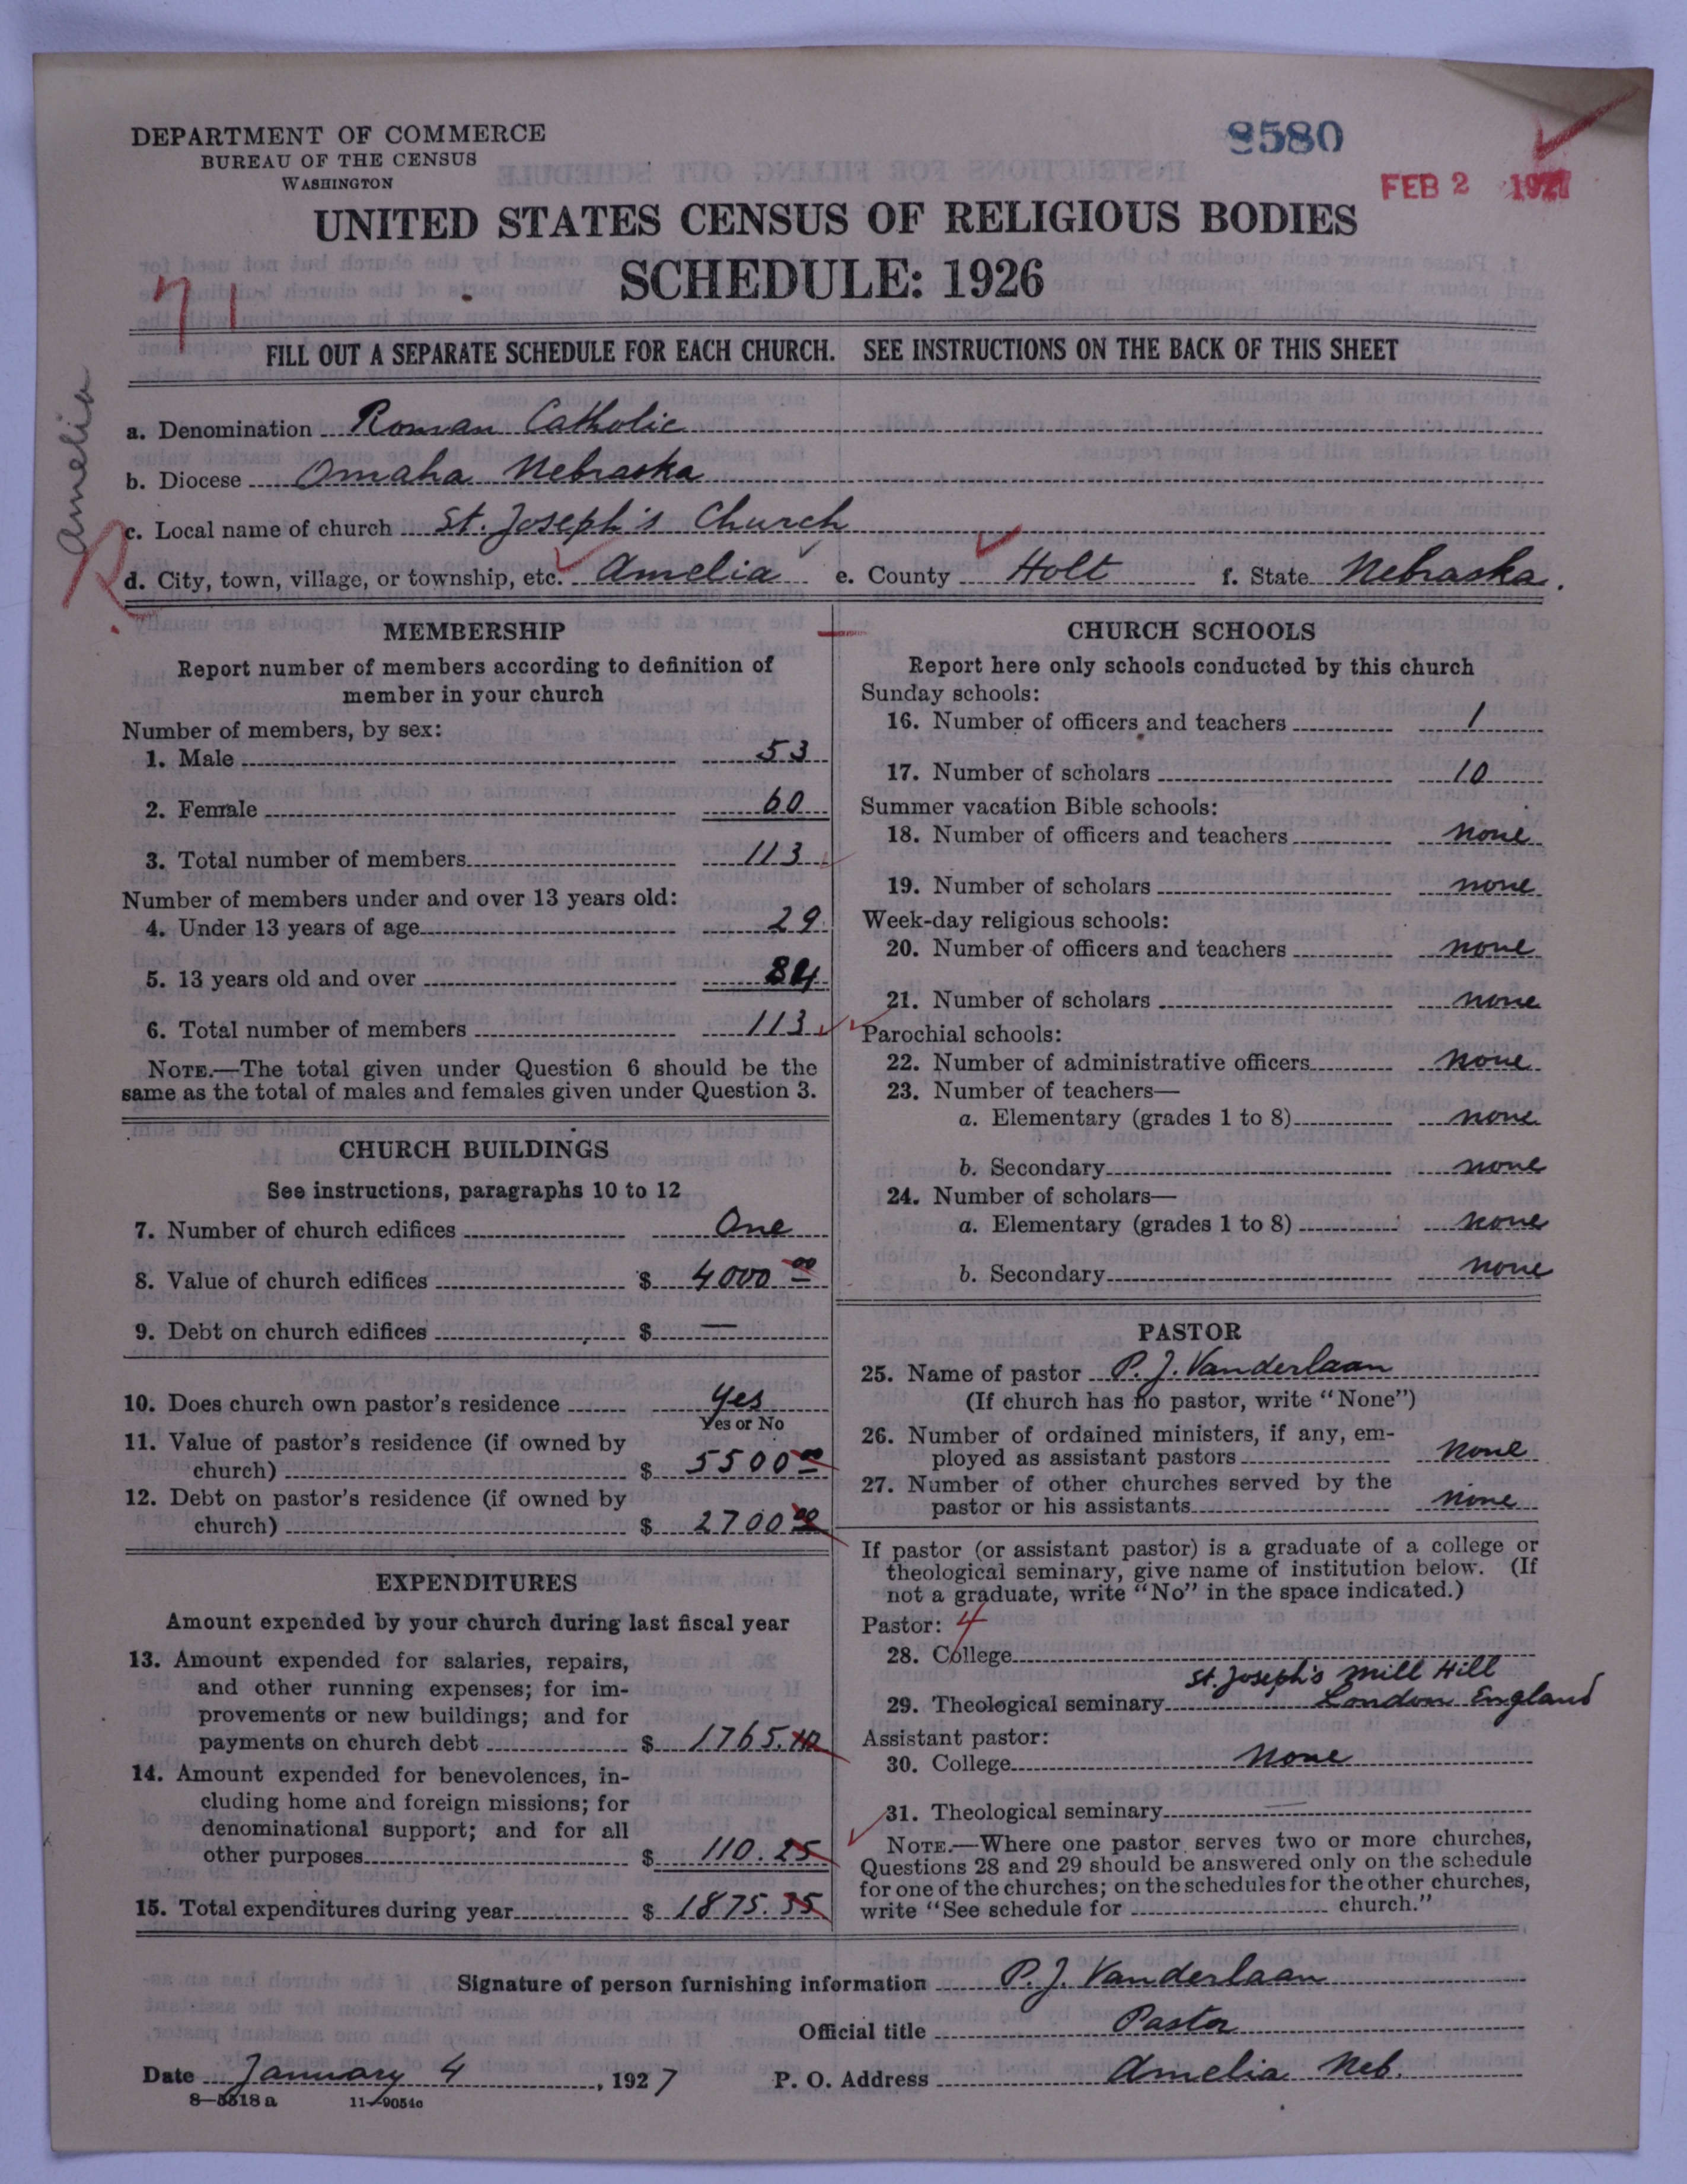 DEPARTMENT OF COMMERCE
BUREAU OF THE CENSUS
WASHINGTON
8580
FEB 2 1927
UNITED STATES CENSUS OF RELIGIOUS BODIES
SCHEDULE: 1926
71
FILL OUT A SEPARATE SCHEDULE FOR EACH CHURCH. SEE INSTRUCTIONS ON THE BACK OF THIS SHEET
Amelia
R
a. Denomination Roman Catholic
b. Diocese Omaha Nebraska
c. Local name of church St. Joseph's Church
d. City, town, village, or township, etc. Amelia e. County Holt f. State Nebraska.
MEMBERSHIP
Report number of members according to definition of
member in your church
Number of members, by sex:
1. Male 53
2. Female 60
3. Total number of members 113
Number of members under and over 13 years old:
4. Under 13 years of age 29
5. 13 years old and over 84
6. Total number of members 113
NOTE.—The total given under Question 6 should be the
same as the total of males and females given under Question 3.
CHURCH BUILDINGS
See instructions, paragraphs 10 to 12
7. Number of church edifices One
8. Value of church edifices $ 4000 00
9. Debt on church edifices $ —
10. Does church own pastor's residence Yes
Yes or No
11. Value of pastor's residence (if owned by
church) $ 5500 00
12. Debt on pastor's residence (if owned by
church) $ 2700 00
EXPENDITURES
Amount expended by your church during last fiscal year
13. Amount expended for salaries, repairs,
and other running expenses; for im-
provements or new buildings; and for
payments on church debt $ 1765.10
14. Amount expended for benevolences, in-
cluding home and foreign missions; for
denominational support; and for all
other purposes $ 110.25
15. Total expenditures during year $ 1875.35
CHURCH SCHOOLS
Report here only schools conducted by this church
Sunday schools:
16. Number of officers and teachers 1
17. Number of scholars 10
Summer vacation Bible schools:
18. Number of officers and teachers none
19. Number of scholars none
Week-day religious schools:
20. Number of officers and teachers none
21. Number of scholars none
Parochial schools:
22. Number of administrative officers none
23. Number of teachers—
a. Elementary (grades 1 to 8) none
b. Secondary none
24. Number of scholars—
a. Elementary (grades 1 to 8) none
b. Secondary none
PASTOR
25. Name of pastor P. J. Vanderlaan
(If church has no pastor, write "None")
26. Number of ordained ministers, if any, em-
ployed as assistant pastors none
27. Number of other churches served by the
pastor or his assistants none
If pastor (or assistant pastor) is a graduate of a college or
theological seminary, give name of institution below. (If
not a graduate, write "No" in the space indicated.)
Pastor: 4
28. College
St. Joseph's Mill Hill
29. Theological seminary London England
Assistant pastor:
30. College None
31. Theological seminary —
NOTE.—Where one pastor serves two or more churches,
Questions 28 and 29 should be answered only on the schedule
for one of the churches; on the schedules for the other churches,
write "See schedule for church."
Signature of person furnishing information P. J. Vanderlaan
Official title Pastor
Date January 4, 1927 P. O. Address Amelia Neb.
8—5518 a 11—9051c